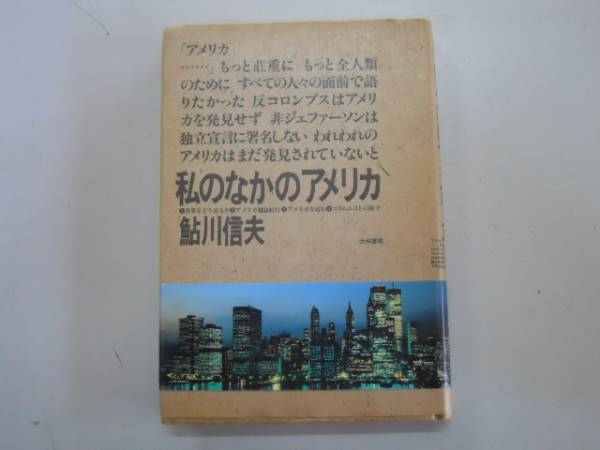 「アメリカ
……」もっと荘重に もっと全人類
のために すべての人々の面前で語
りたかった 反コロンブスはアメリ
カを発見せず 非ジェファーソンは
独立宣言に署名しない われわれの
アメリカはまだ発見されていないと
私のなかのアメリカ
鮎川信夫
大和書房